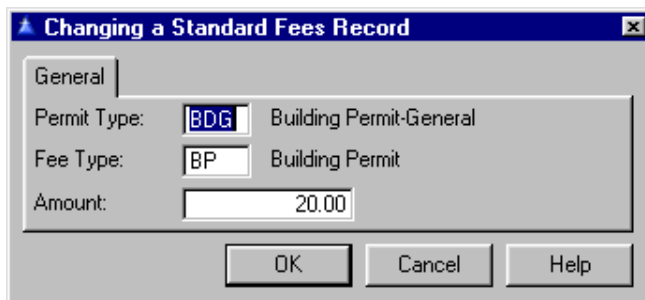 Changing a Standard Fees Record
General
Permit Type: BDG Building Permit-General
Fee Type: BP Building Permit
Amount: 20.00
OK Cancel Help